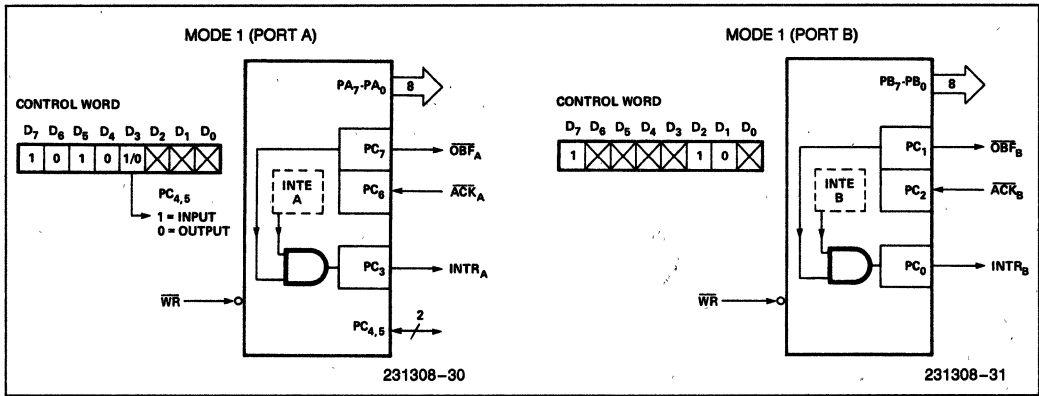 MODE 1 (PORT A)
PA7-PA0
8
CONTROL WORD
D7 D6 D5 D4 D3 D2 D1 D0
1 0 1 0 1/0
PC4,5
1 = INPUT
0 = OUTPUT
PC7
OBFA
INTE
A
PC6
ACKA
PC3
INTRA
WR
PC4,5
2
231308-30
MODE 1 (PORT B)
PB7-PB0
8
CONTROL WORD
D7 D6 D5 D4 D3 D2 D1 D0
1 1 0
PC1
OBFB
INTE
B
PC2
ACKB
PC0
INTRB
WR
231308-31